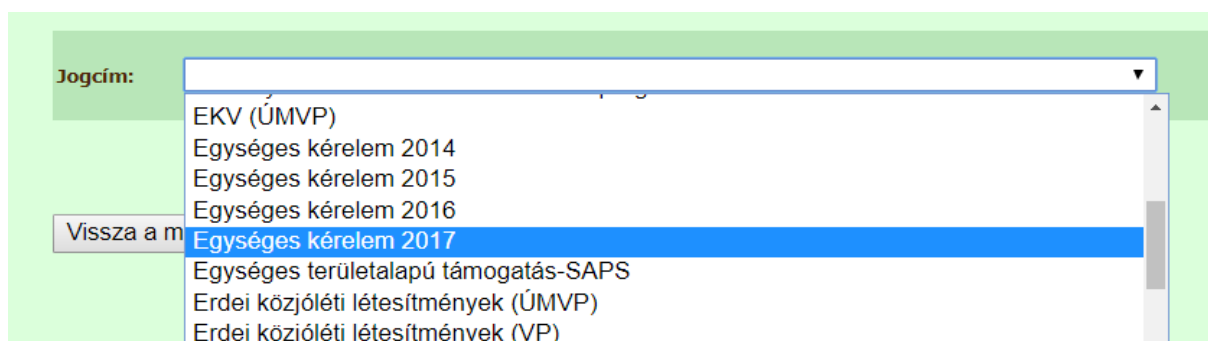 Jogcím:
EKV (ÚMVP)
Egységes kérelem 2014
Egységes kérelem 2015
Egységes kérelem 2016
Vissza a m
Egységes kérelem 2017
Egységes területalapú támogatás-SAPS
Erdei közjóléti létesítmények (ÚMVP)
Erdei közjóléti létesítmények (VP)